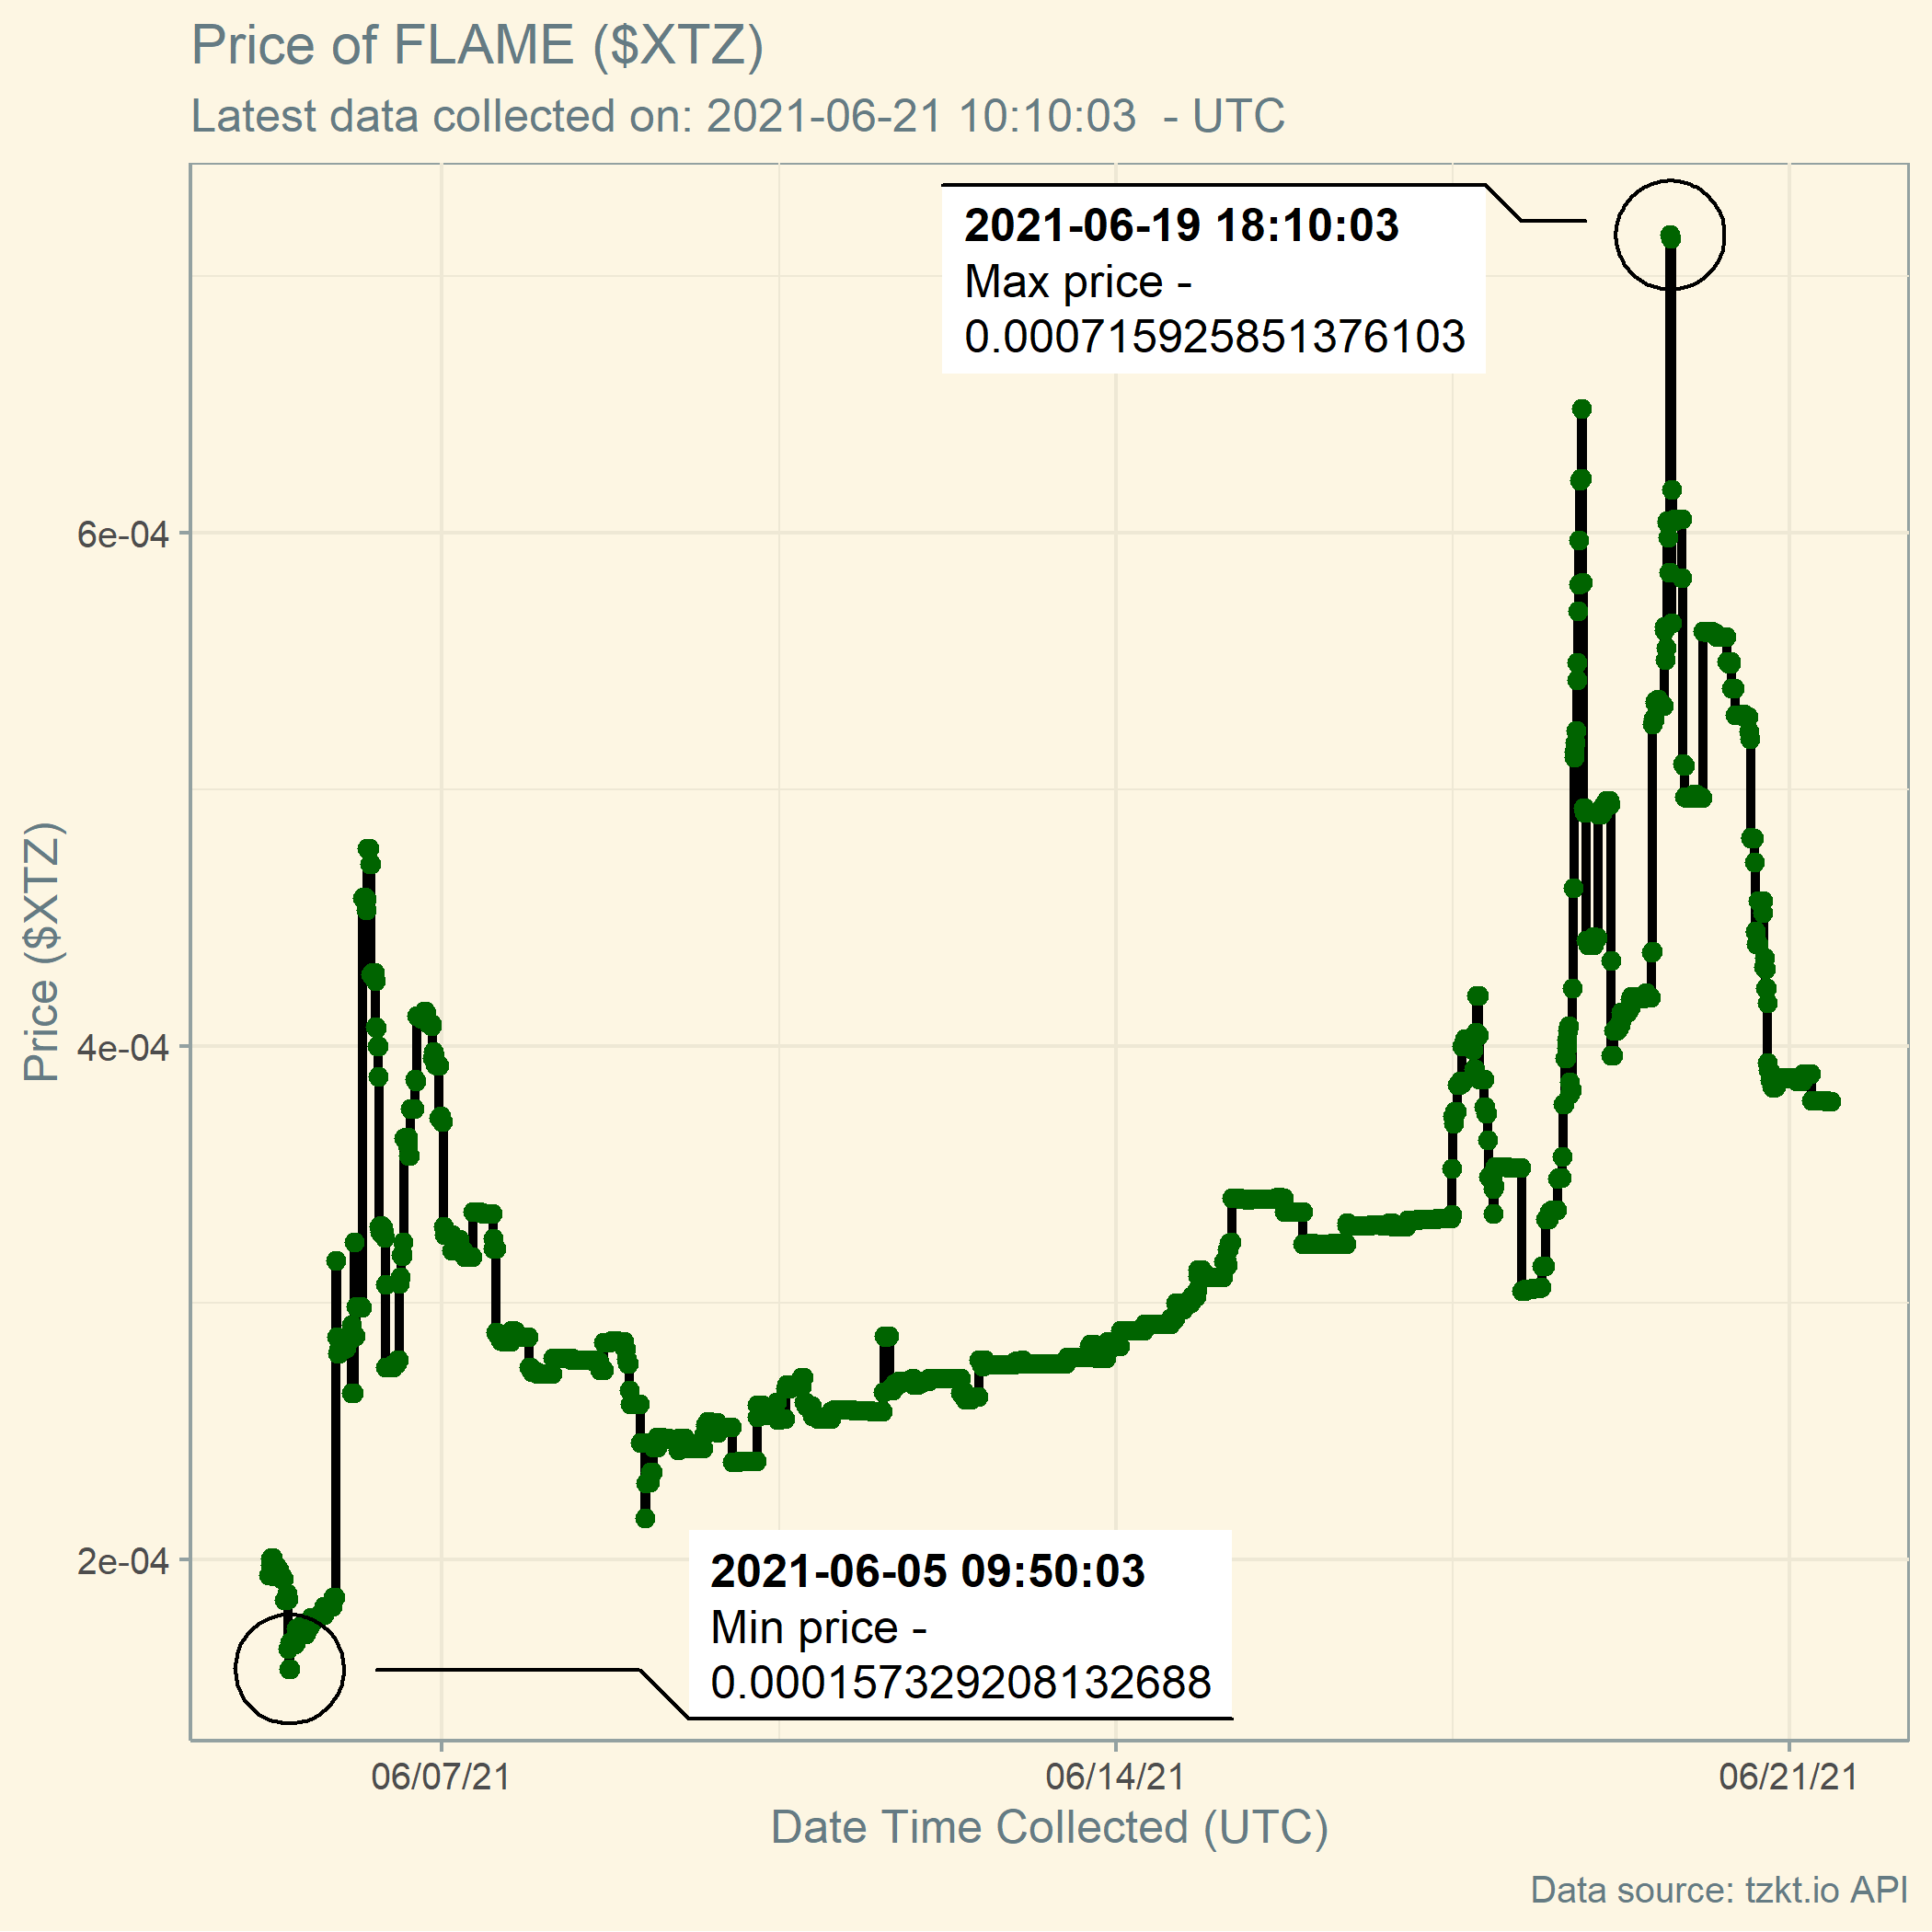 Price of FLAME ($XTZ)
Latest data collected on: 2021-06-21 10:10:03  - UTC
2021-06-19 18:10:03
Max price -
0.000715925851376103
6e-04
4e-04
2e-04
Price ($XTZ)
2021-06-05 09:50:03
Min price -
0.000157329208132688
06/07/21
06/14/21
06/21/21
Date Time Collected (UTC)
Data source: tzkt.io API